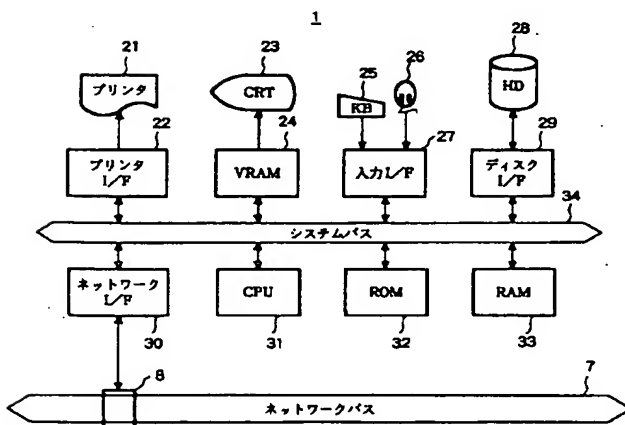 1
21
23
25
26
28
プリンタ
CRT
KB
HD
22
24
27
29
プリンタ
I/F
VRAM
入力I/F
ディスク
I/F
34
システムバス
ネットワーク
I/F
CPU
ROM
RAM
30
31
32
33
8
7
ネットワークバス